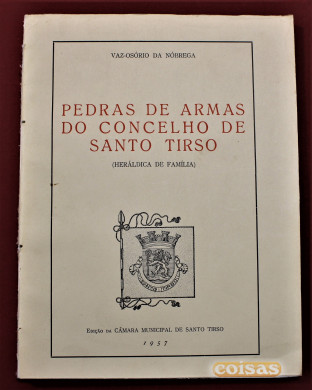 VAZ-OSÓRIO DA NÓBREGA
PEDRAS DE ARMAS
DO CONCELHO DE
SANTO TIRSO
(HERÁLDICA DE FAMÍLIA)
Edição da CÂMARA MUNICIPAL DE SANTO TIRSO
1957
coisas